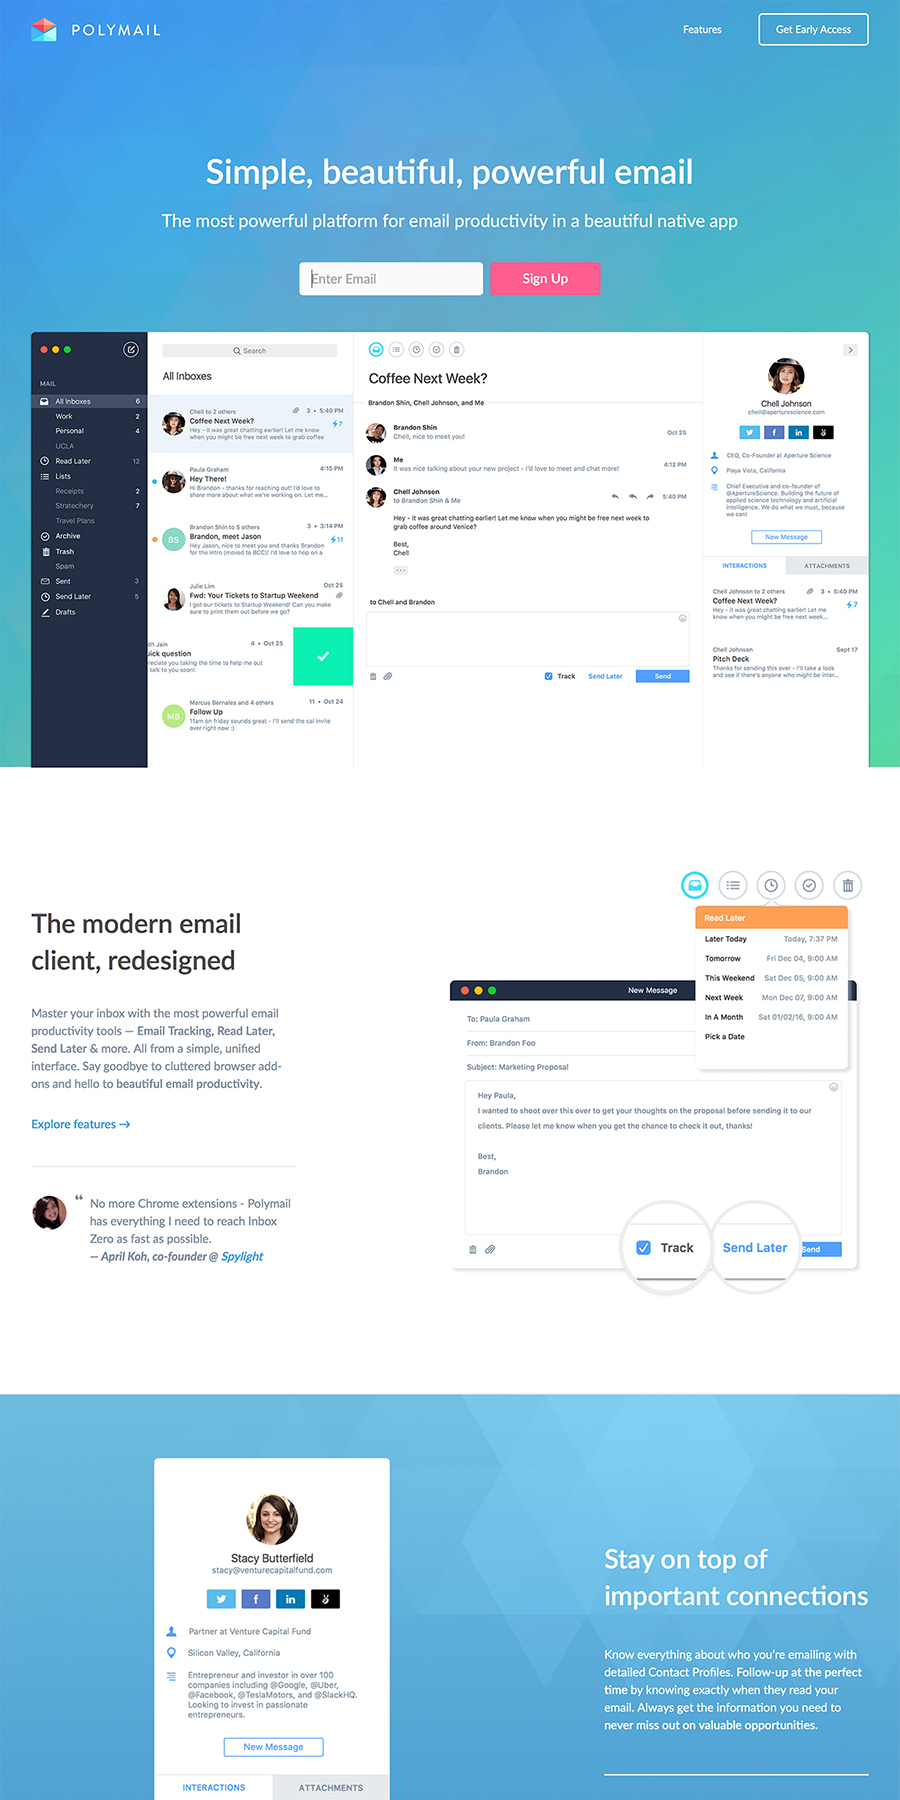 POLYMAIL
Features
Get Early Access
Simple, beautiful, powerful email
The most powerful platform for email productivity in a beautiful native app
Enter Email
Sign Up
MAIL
All Inboxes 6
Work 2
Personal 4
UCLA
Read Later 12
Lists
Receipts 2
Stratechery 7
Travel Plans
Archive
Trash
Spam
Sent 3
Send Later 5
Drafts
Search
All Inboxes
Chell to 2 others 3 • 5:40 PM
Coffee Next Week? 7
Hey - it was great chatting earlier! Let me know
when you might be free next week to grab coffee
Paula Graham 4:15 PM
Hey There!
Hi Brandon - thanks for reaching out! I'd love to
share more about what we're working on. Let me...
BS
Brandon Shin to 5 others 3 • 3:14 PM
Brandon, meet Jason 11
Hey Jason, nice to meet you and thanks Brandon
for the intro (moved to BCC)! I'd love to hop on a
Julie Lim Oct 25
Fwd: Your Tickets to Startup Weekend
I got our tickets to Startup Weekend! Can you make
sure to print them out before we go?
dh Jain 4 • Oct 25
uick question
reciate you taking the time to help me out
talk to you soon!
MB
Marcus Bernales and 4 others 11 • Oct 24
Follow Up
11am on friday sounds great - I'll send the cal invite
over right now :)
Coffee Next Week?
Brandon Shin, Chell Johnson, and Me
Brandon Shin Oct 25
Chell, nice to meet you!
Me 4:12 PM
It was nice talking about your new project - I'd love to meet and chat more!
Chell Johnson 5:40 PM
to Brandon Shin & Me
Hey - it was great chatting earlier! Let me know when you might be free next week to
grab coffee around Venice?
Best,
Chell
to Chell and Brandon
Track
Send Later
Send
Chell Johnson
chell@aperturescience.com
CEO, Co-Founder at Aperture Science
Playa Vista, California
Chief Executive and co-founder of
@ApertureScience. Building the future of
applied science technology and artificial
intelligence. We do what we must, because
we can!
New Message
INTERACTIONS
ATTACHMENTS
Chell Johnson to 2 others 3 • 5:40 PM
Coffee Next Week? 7
Hey - it was great chatting earlier! Let me
know when you might be free next week to...
Chell Johnson Sept 17
Pitch Deck
Thanks for sending this over - I'll take a look
and see if there's anyone who might be inter...
The modern email
client, redesigned
Master your inbox with the most powerful email
productivity tools — Email Tracking, Read Later,
Send Later & more. All from a simple, unified
interface. Say goodbye to cluttered browser add-
ons and hello to beautiful email productivity.
Explore features →
“ No more Chrome extensions - Polymail
has everything I need to reach Inbox
Zero as fast as possible.
— April Koh, co-founder @ Spylight
Read Later
Later Today Today, 7:37 PM
Tomorrow Fri Dec 04, 9:00 AM
This Weekend Sat Dec 05, 9:00 AM
Next Week Mon Dec 07, 9:00 AM
In A Month Sat 01/02/16, 9:00 AM
Pick a Date
New Message
To: Paula Graham
From: Brandon Foo
Subject: Marketing Proposal
Hey Paula,
I wanted to shoot over this over to get your thoughts on the proposal before sending it to our
clients. Please let me know when you get the chance to check it out, thanks!
Best,
Brandon
Track
Send Later
Send
Stacy Butterfield
stacy@venturecapitalfund.com
Partner at Venture Capital Fund
Silicon Valley, California
Entrepreneur and investor in over 100
companies including @Google, @Uber,
@Facebook, @TeslaMotors, and @SlackHQ.
Looking to invest in passionate
entrepreneurs.
New Message
INTERACTIONS
ATTACHMENTS
Stay on top of
important connections
Know everything about who you're emailing with
detailed Contact Profiles. Follow-up at the perfect
time by knowing exactly when they read your
email. Always get the information you need to
never miss out on valuable opportunities.